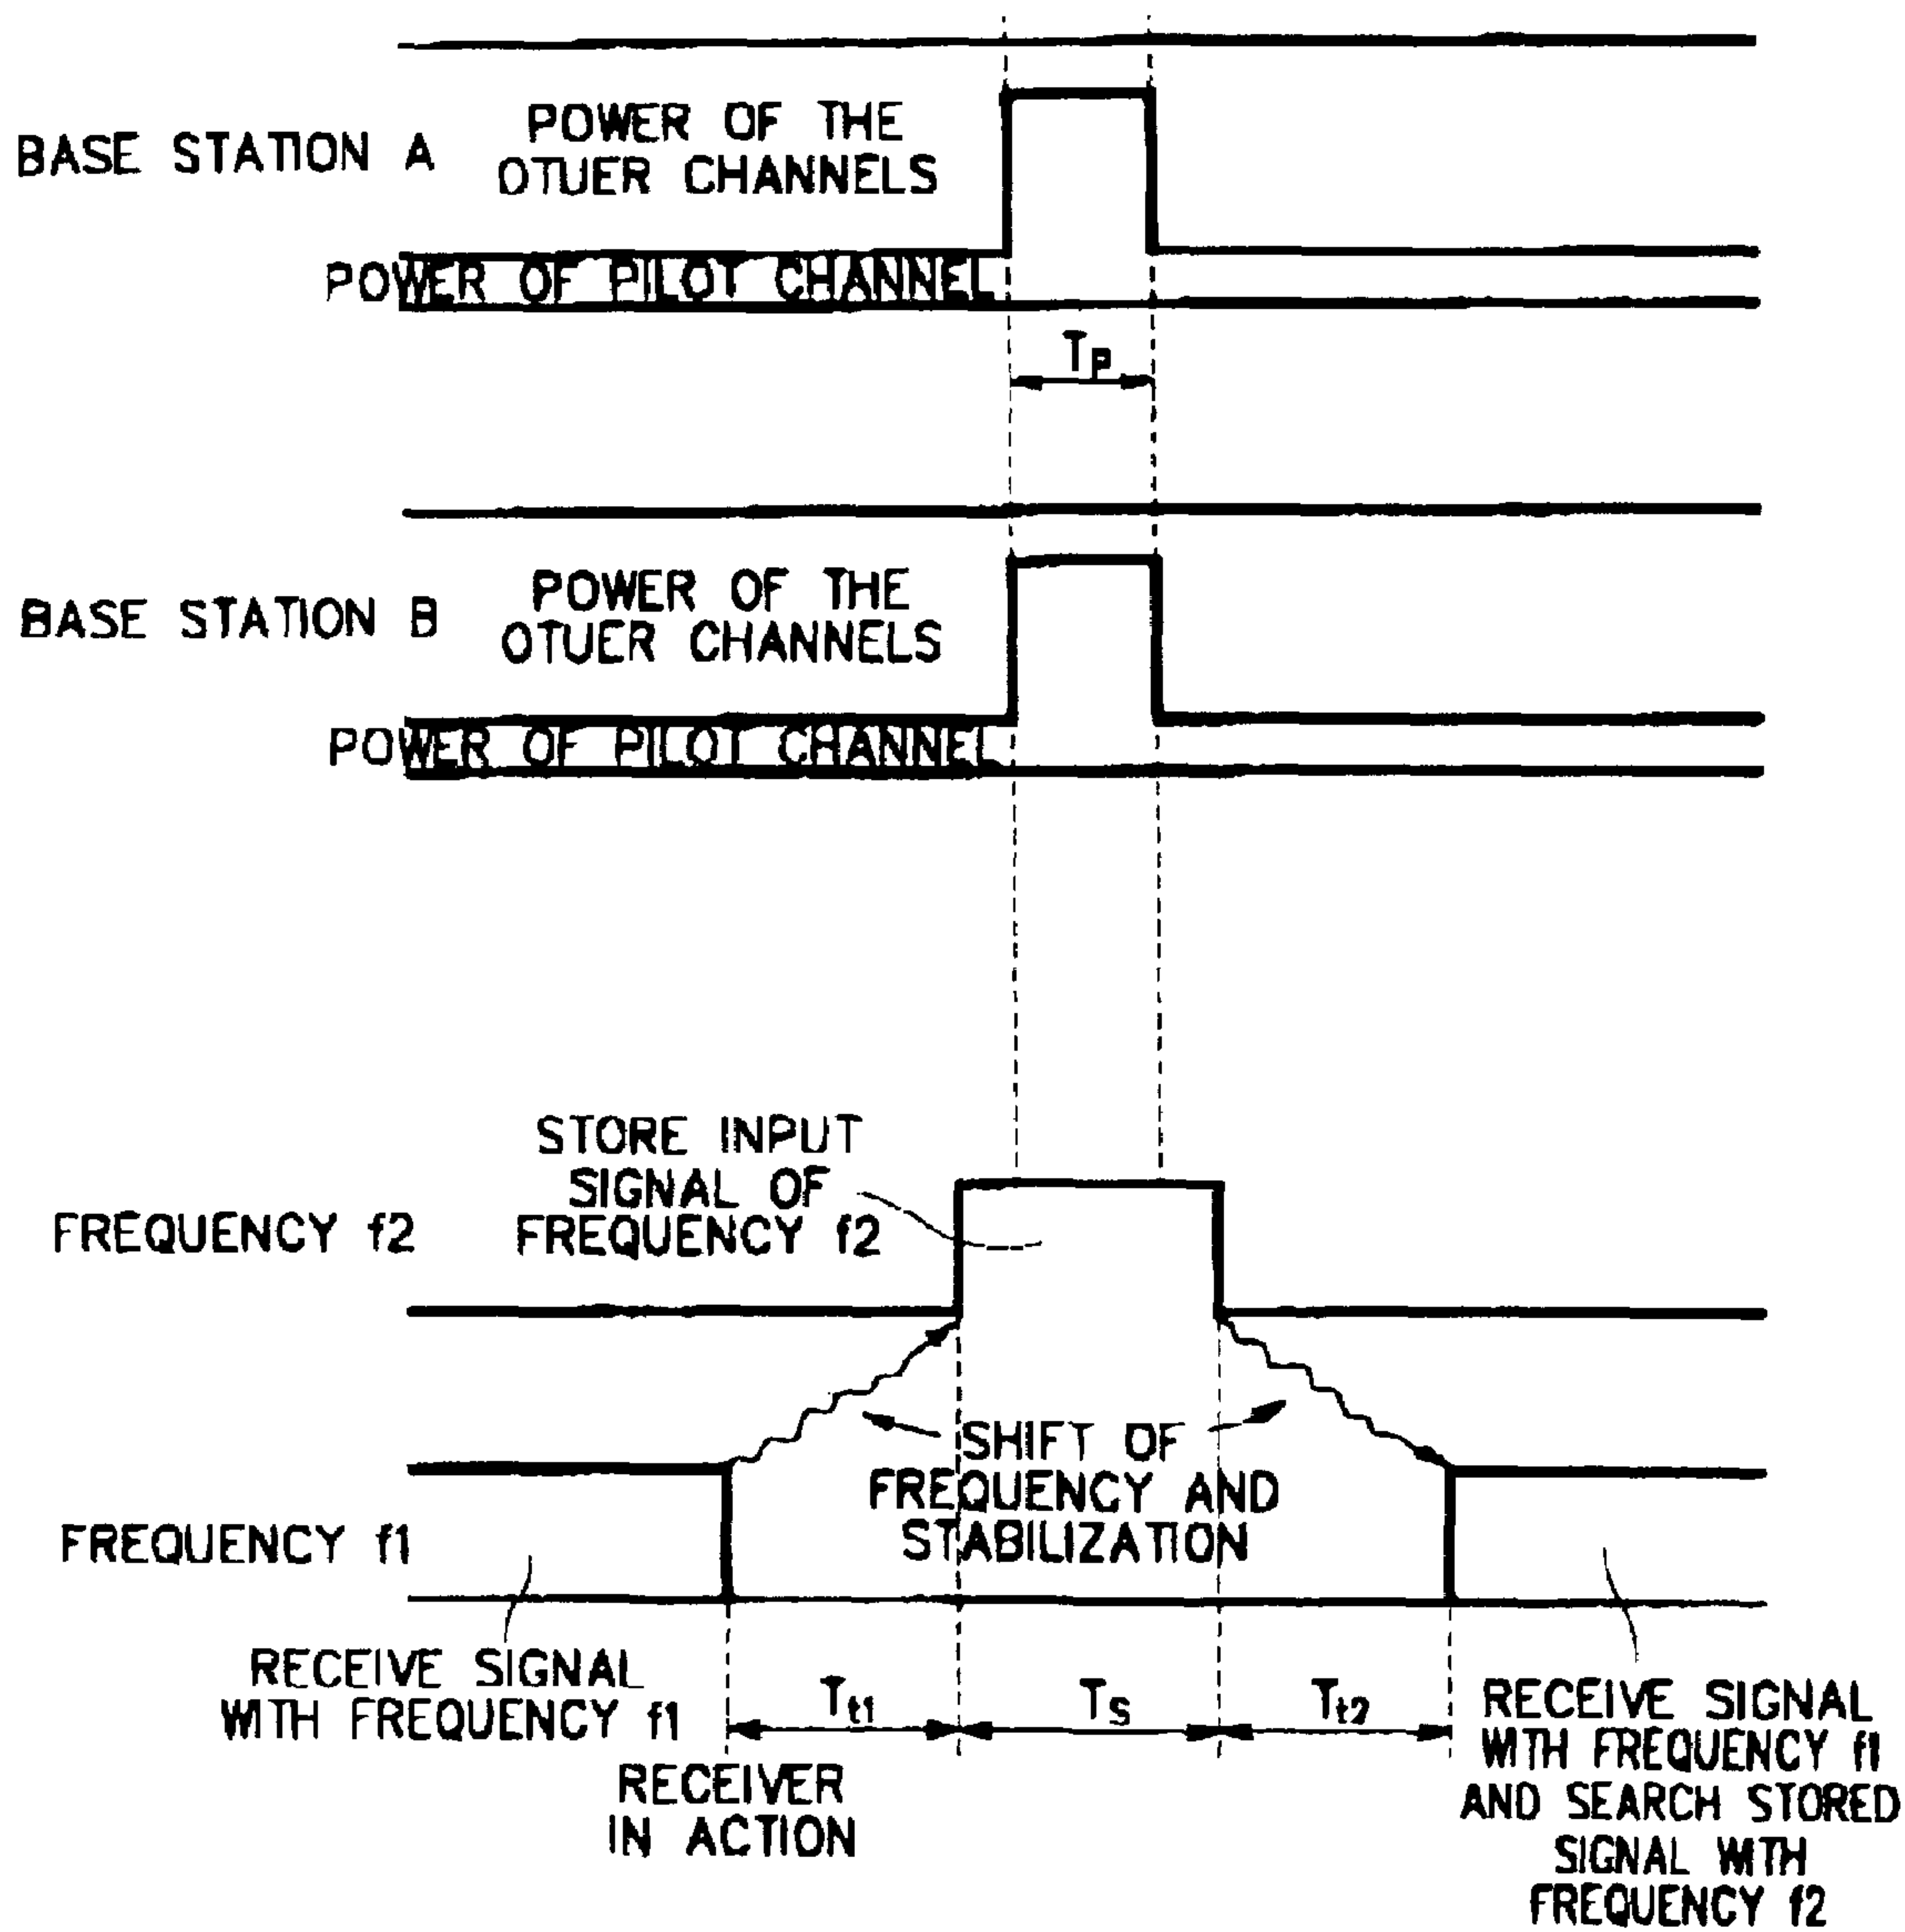 BASE STATION A
POWER OF THE
OTUER CHANNELS
POWER OF PILOT CHANNEL
TP
BASE STATION B
POWER OF THE
OTUER CHANNELS
POWER OF PILOT CHANNEL
STORE INPUT
SIGNAL OF
FREQUENCY f2
FREQUENCY f2
SHIFT OF
FREQUENCY AND
STABILIZATION
FREQUENCY f1
RECEIVE SIGNAL
WITH FREQUENCY f1
Tt1
TS
Tt2
RECEIVER
IN ACTION
RECEIVE SIGNAL
WITH FREQUENCY f1
AND SEARCH STORED
SIGNAL WITH
FREQUENCY f2